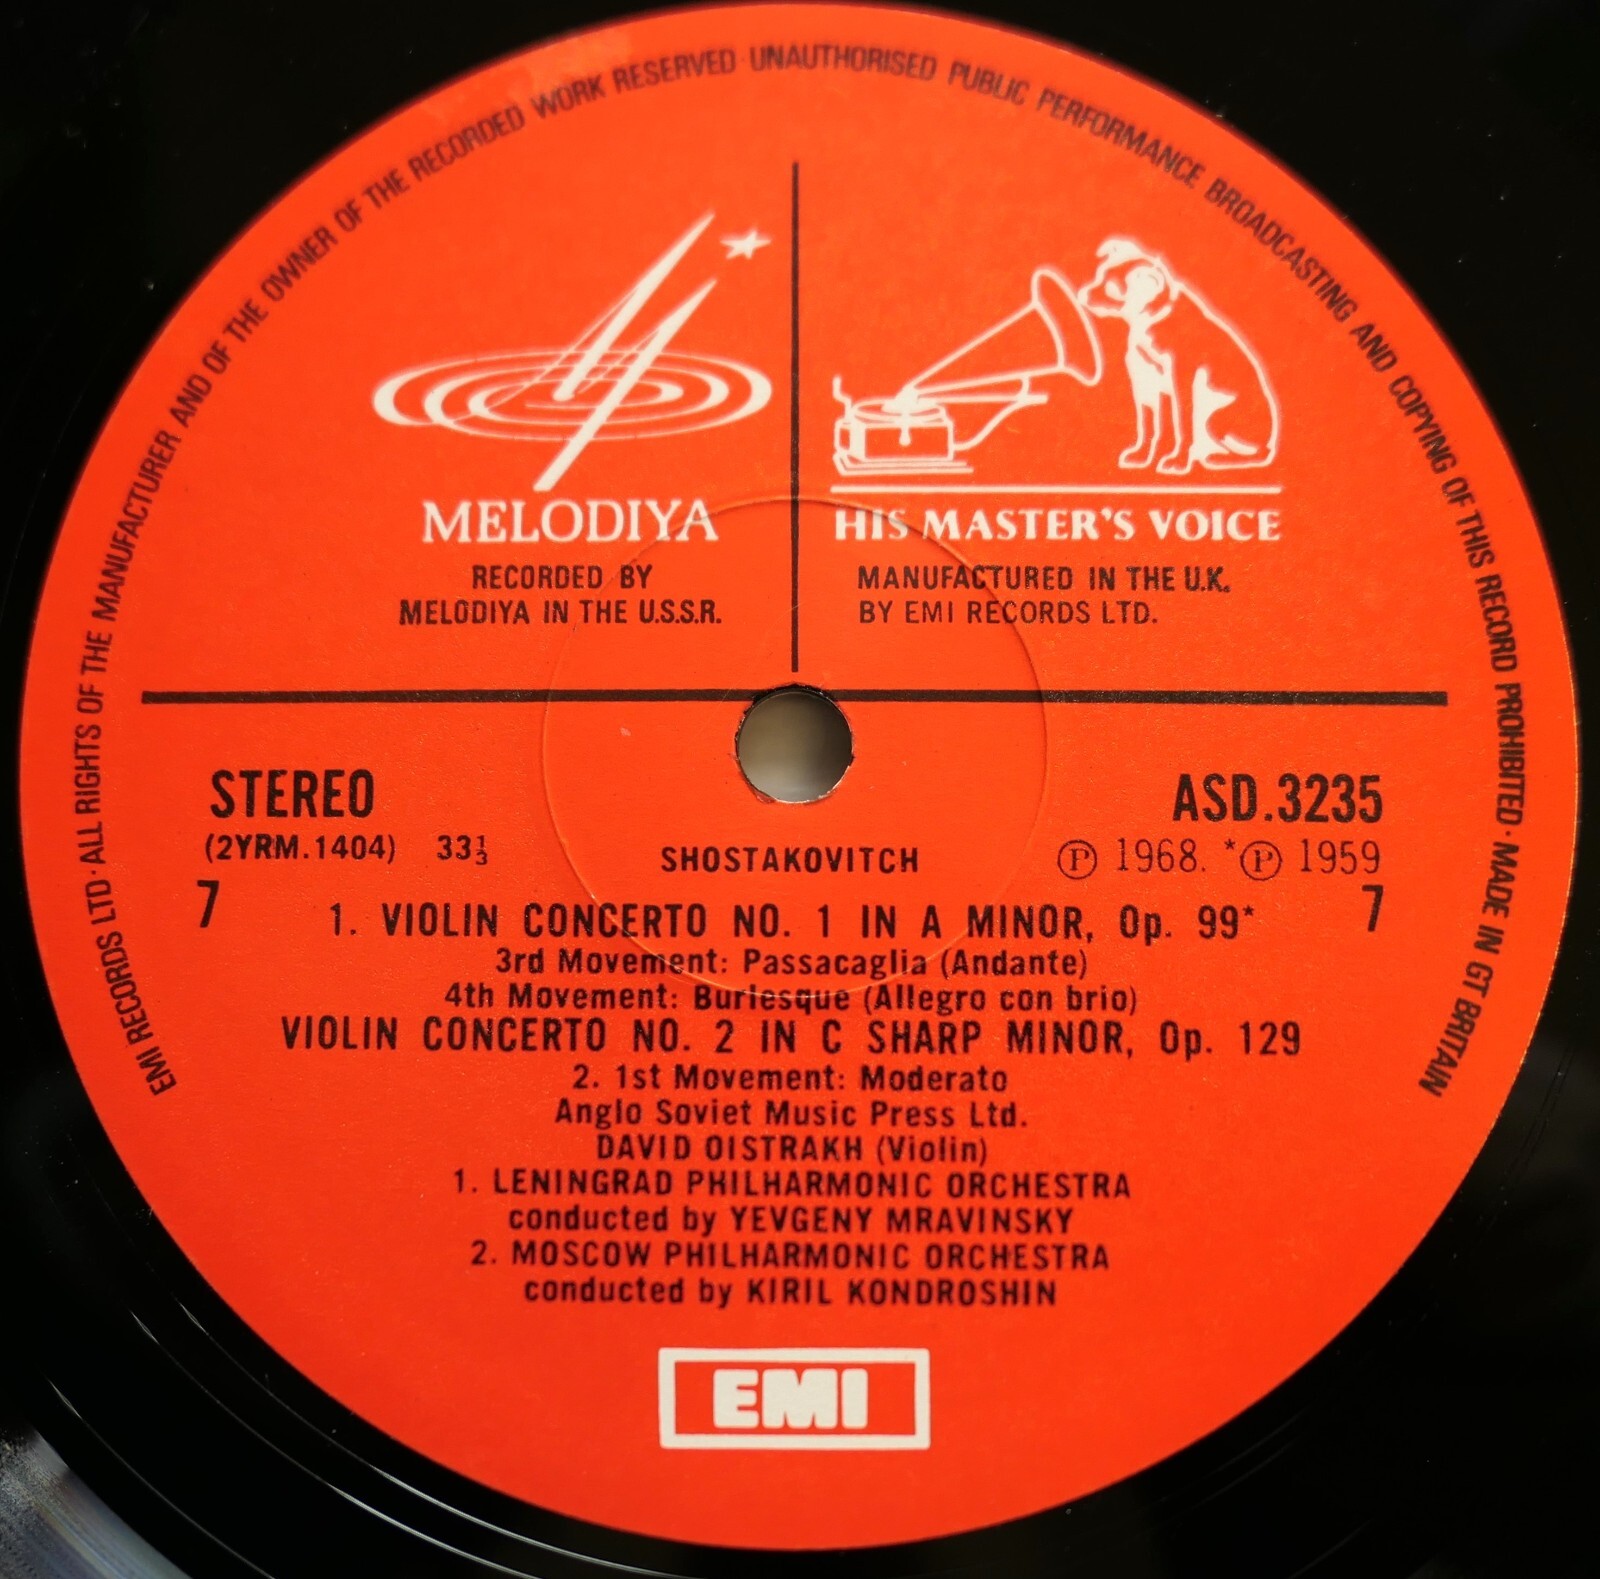 EMI RECORDS LTD · ALL RIGHTS OF THE MANUFACTURER AND OF THE OWNER OF THE RECORDED WORK RESERVED · UNAUTHORISED PUBLIC PERFORMANCE BROADCASTING AND COPYING OF THIS RECORD PROHIBITED · MADE IN GT BRITAIN
MELODIYA
RECORDED BY
MELODIYA IN THE U.S.S.R.
HIS MASTER'S VOICE
MANUFACTURED IN THE U.K.
BY EMI RECORDS LTD.
STEREO
(2YRM.1404) 33⅓
7
ASD.3235
Ⓟ 1968. *Ⓟ 1959
7
SHOSTAKOVITCH
1. VIOLIN CONCERTO NO. 1 IN A MINOR, Op. 99*
3rd Movement: Passacaglia (Andante)
4th Movement: Burlesque (Allegro con brio)
VIOLIN CONCERTO NO. 2 IN C SHARP MINOR, Op. 129
2. 1st Movement: Moderato
Anglo Soviet Music Press Ltd.
DAVID OISTRAKH (Violin)
1. LENINGRAD PHILHARMONIC ORCHESTRA
conducted by YEVGENY MRAVINSKY
2. MOSCOW PHILHARMONIC ORCHESTRA
conducted by KIRIL KONDROSHIN
EMI